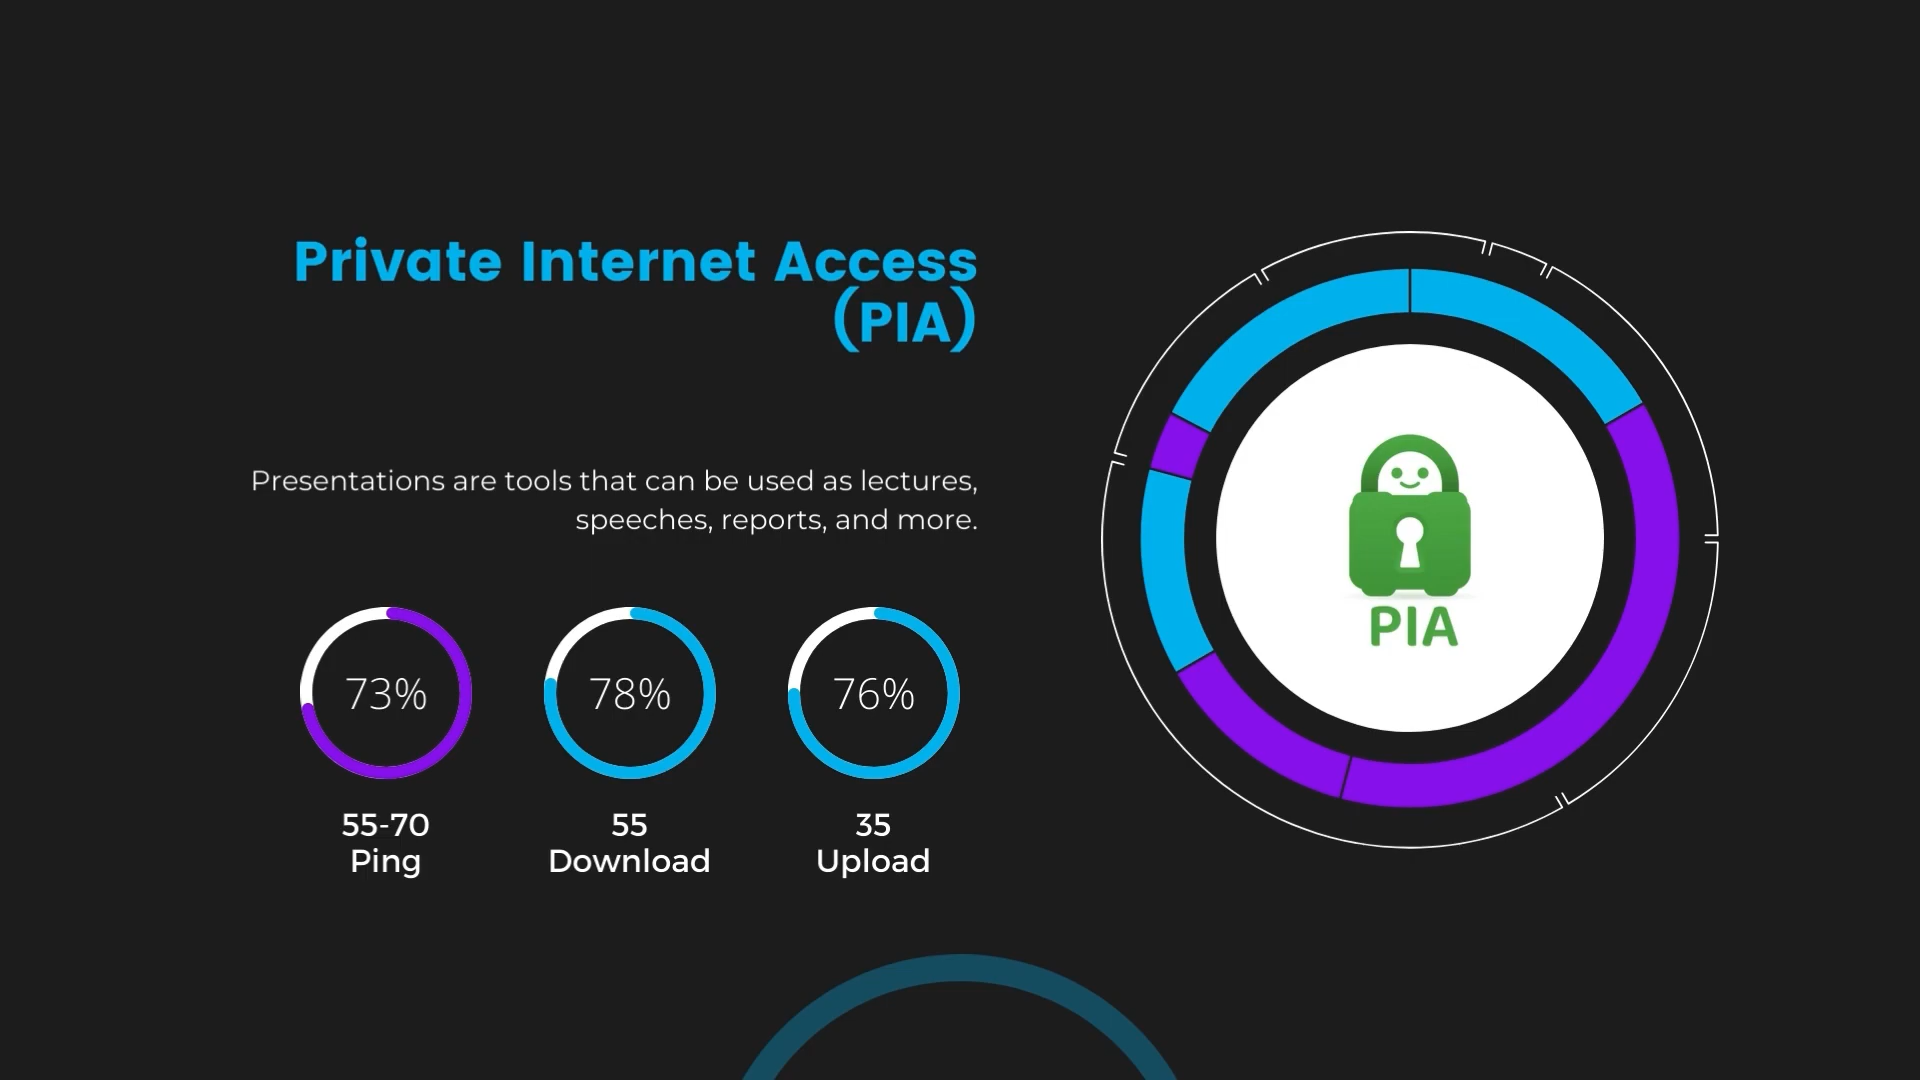 Private Internet Access
(PIA)
Presentations are tools that can be used as lectures,
speeches, reports, and more.
73%
78%
76%
55-70
Ping
55
Download
35
Upload
PIA